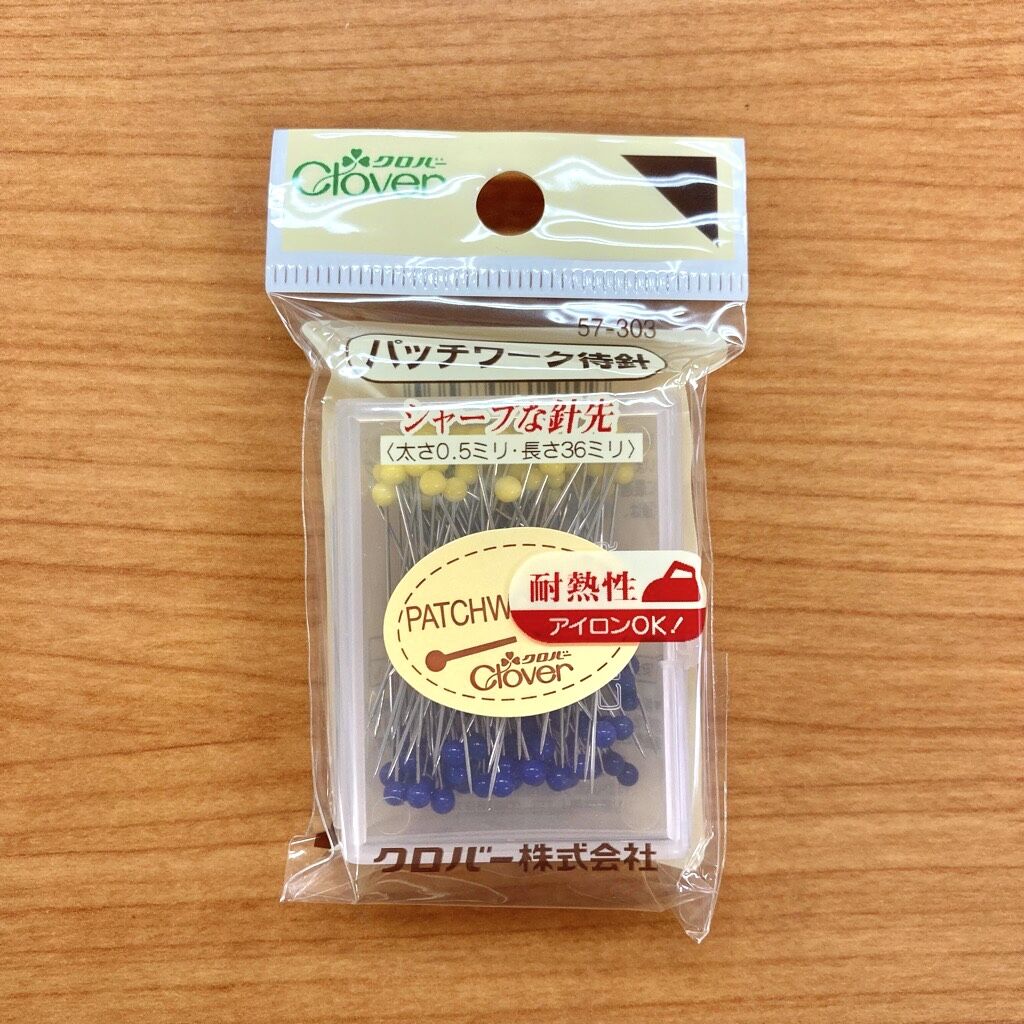 クロバー
Clover
57-303
パッチワーク待針
シャープな針先
〈太さ0.5ミリ・長さ36ミリ〉
耐熱性
アイロンOK!
PATCHW
クロバー
Clover
クロバー株式会社